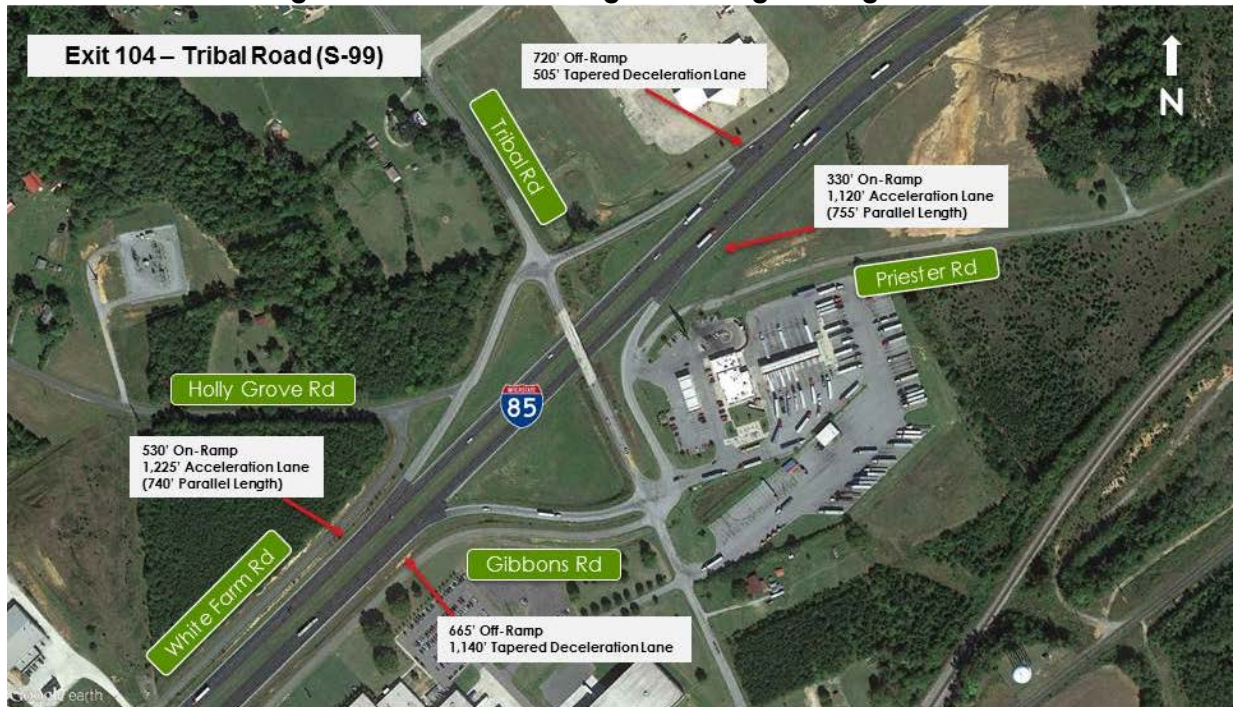 Exit 104 – Tribal Road (S-99)
720' Off-Ramp
505' Tapered Deceleration Lane
N
Tribal Rd
330' On-Ramp
1,120' Acceleration Lane
(755' Parallel Length)
Priester Rd
Holly Grove Rd
INTERSTATE
85
530' On-Ramp
1,225' Acceleration Lane
(740' Parallel Length)
Gibbons Rd
White Farm Rd
665' Off-Ramp
1,140' Tapered Deceleration Lane
Google earth